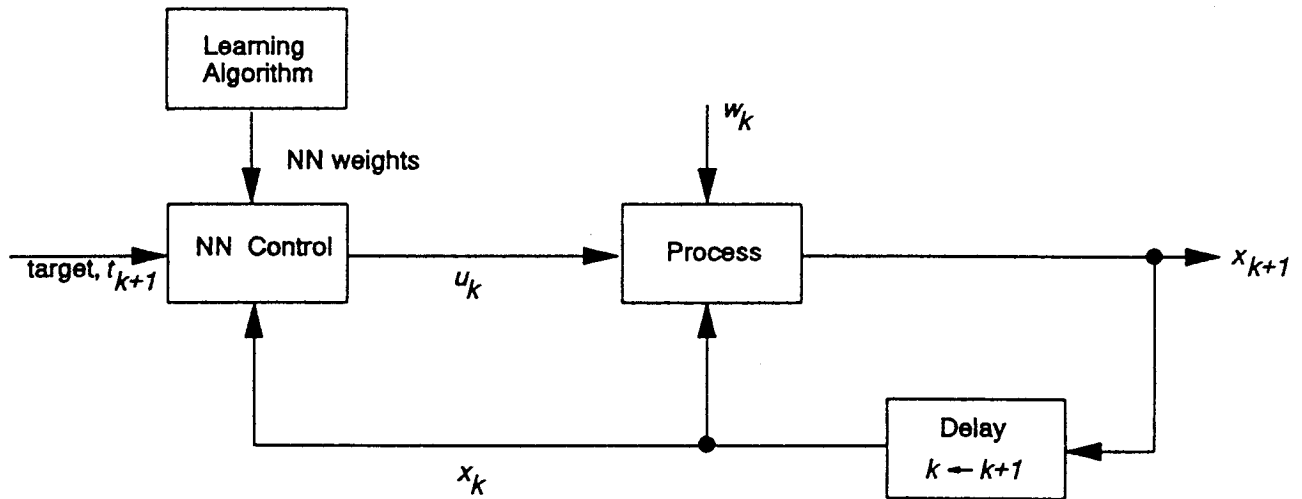 Learning
Algorithm
w_k
NN weights
NN Control
Process
target, t_{k+1}
u_k
x_{k+1}
Delay
k ← k+1
x_k